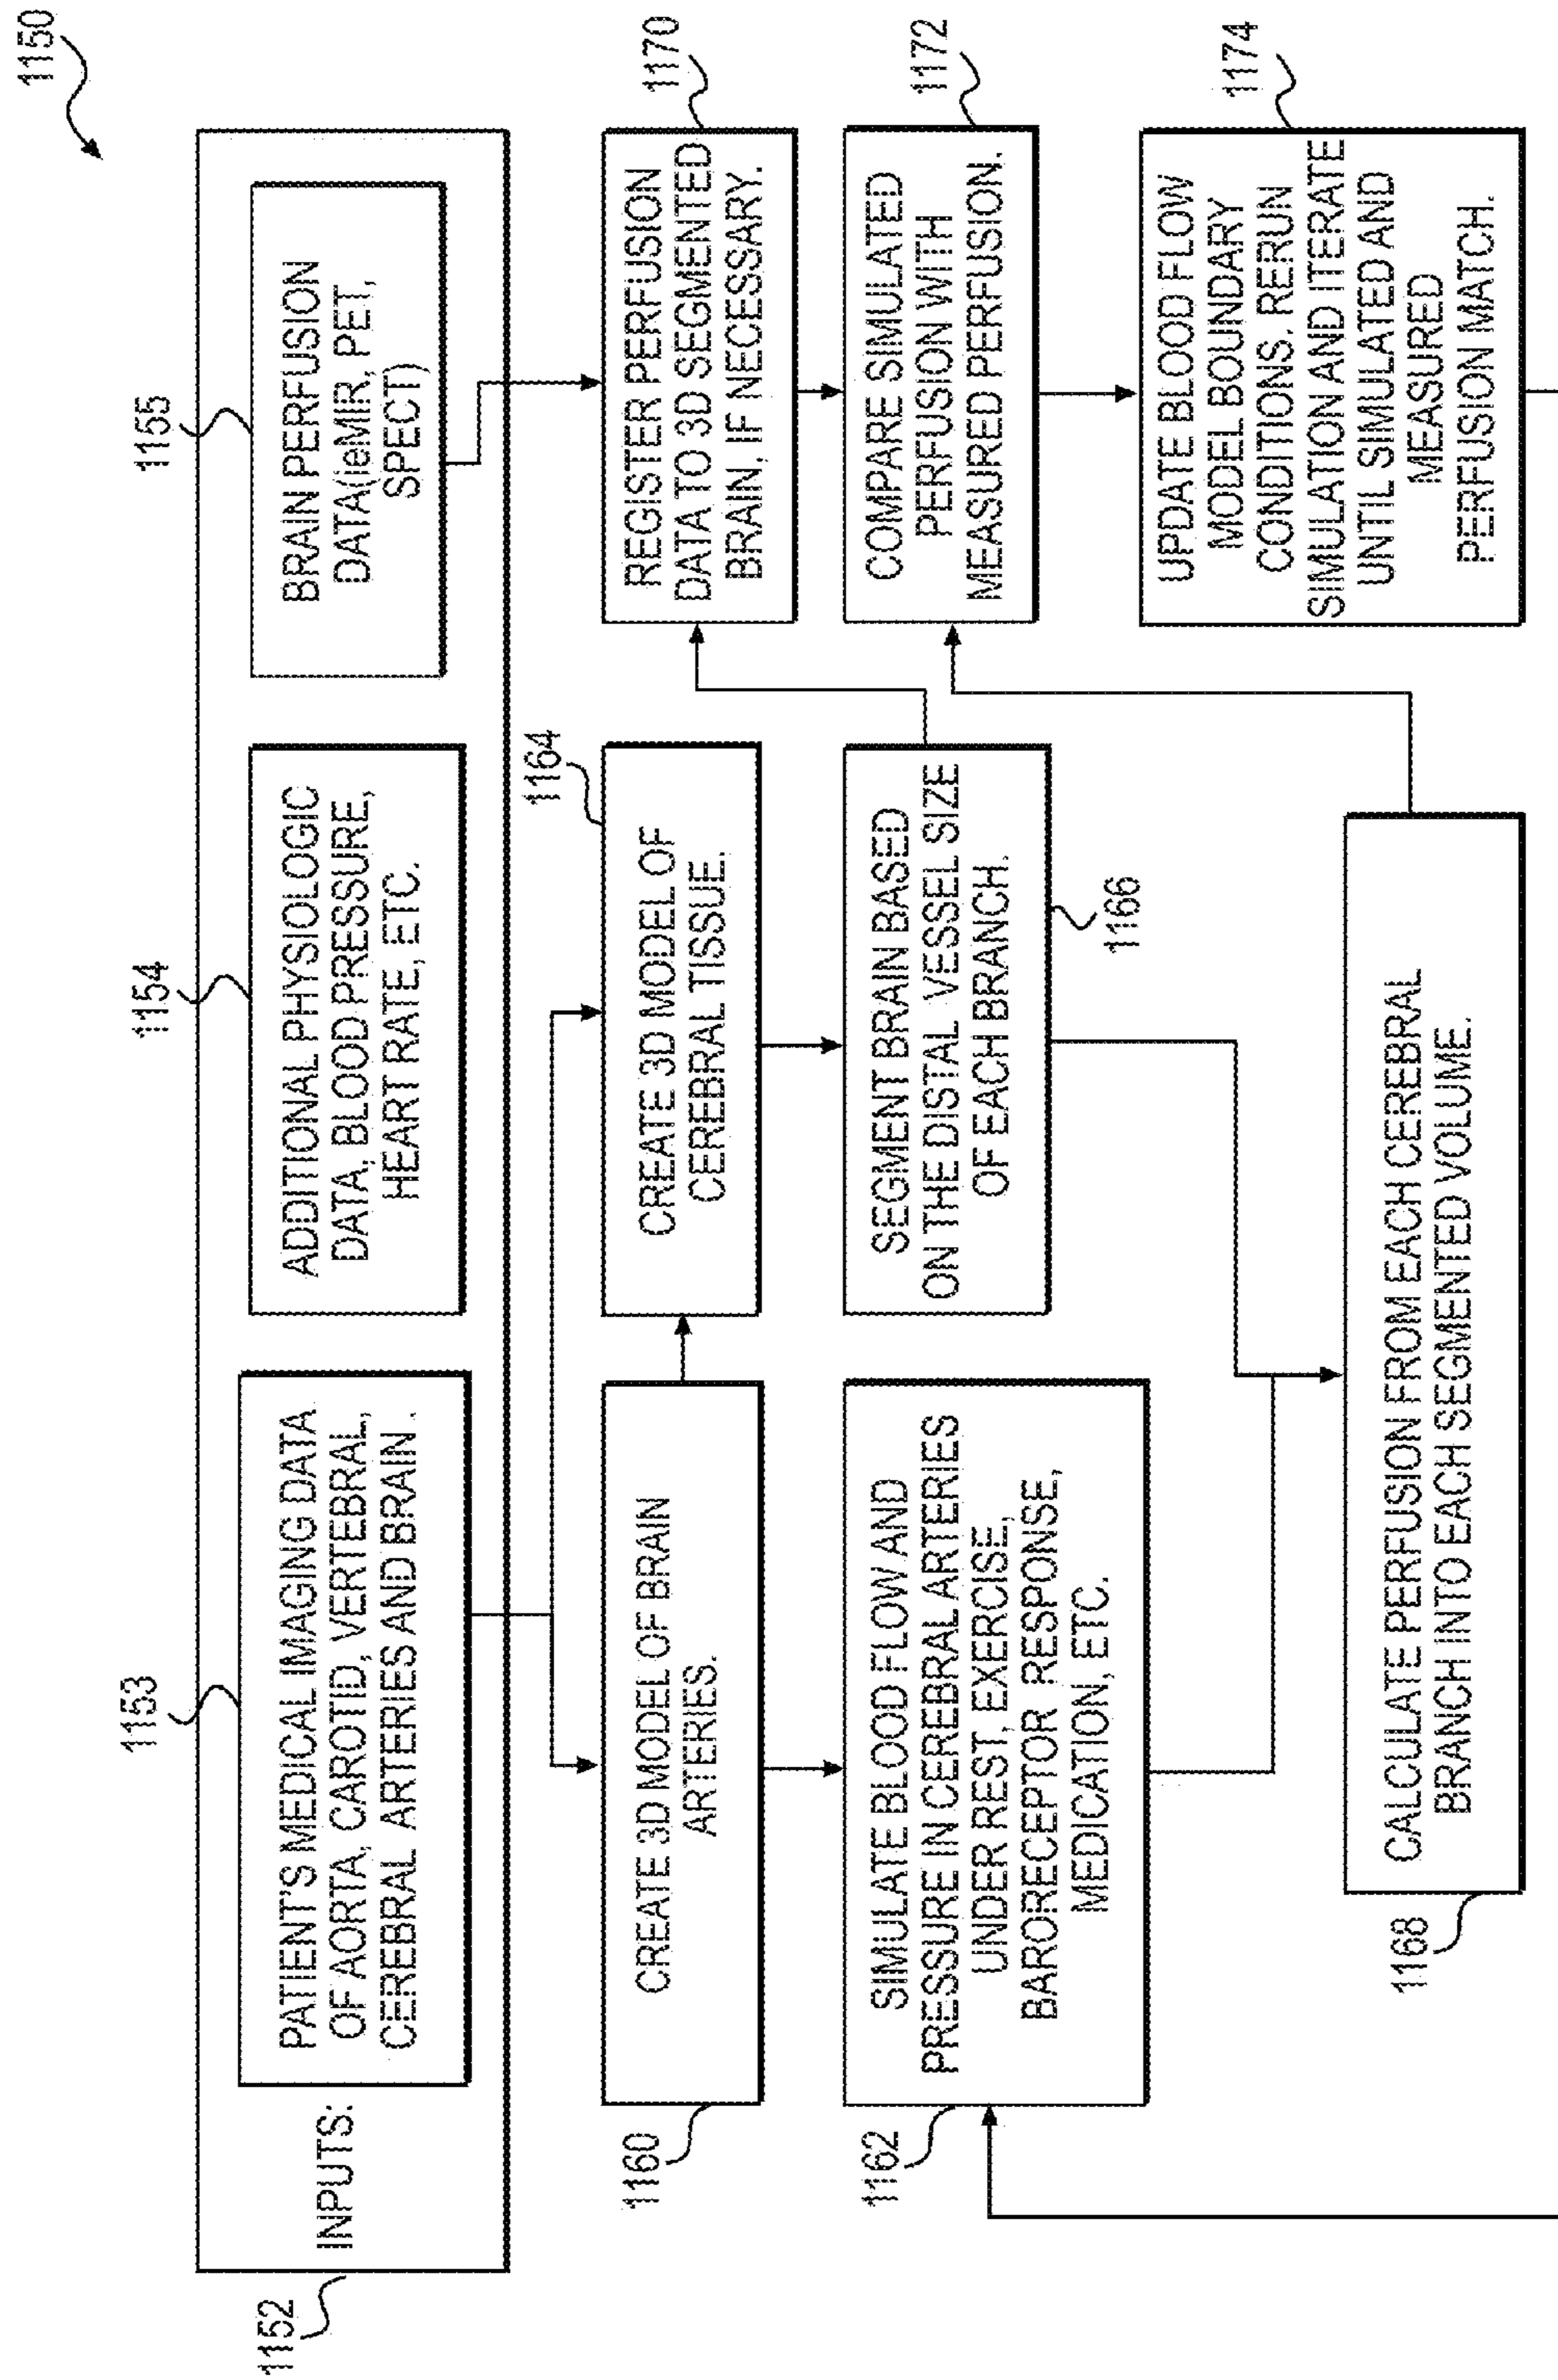 1150
1152
INPUTS:
1153
PATIENT'S MEDICAL IMAGING DATA
OF AORTA, CAROTID, VERTEBRAL,
CEREBRAL ARTERIES AND BRAIN.
1154
ADDITIONAL PHYSIOLOGIC
DATA, BLOOD PRESSURE,
HEART RATE, ETC.
1155
BRAIN PERFUSION
DATA(ieMIR, PET,
SPECT)
1160
CREATE 3D MODEL OF BRAIN
ARTERIES.
1164
CREATE 3D MODEL OF
CEREBRAL TISSUE.
1170
REGISTER PERFUSION
DATA TO 3D SEGMENTED
BRAIN, IF NECESSARY.
1162
SIMULATE BLOOD FLOW AND
PRESSURE IN CEREBRAL ARTERIES
UNDER REST, EXERCISE,
BARORECEPTOR RESPONSE,
MEDICATION, ETC.
1166
SEGMENT BRAIN BASED
ON THE DISTAL VESSEL SIZE
OF EACH BRANCH.
1172
COMPARE SIMULATED
PERFUSION WITH
MEASURED PERFUSION.
1168
CALCULATE PERFUSION FROM EACH CEREBRAL
BRANCH INTO EACH SEGMENTED VOLUME.
1174
UPDATE BLOOD FLOW
MODEL BOUNDARY
CONDITIONS. RERUN
SIMULATION AND ITERATE
UNTIL SIMULATED AND
MEASURED
PERFUSION MATCH.